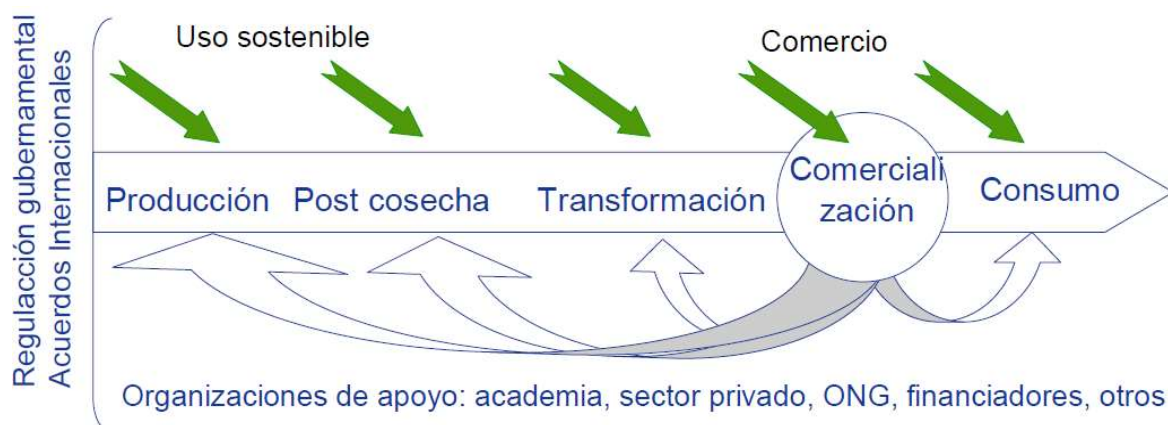 Regulacción gubernamental
Acuerdos Internacionales
Uso sostenible
Comercio
Producción
Post cosecha
Transformación
Comerciali
zación
Consumo
Organizaciones de apoyo: academia, sector privado, ONG, financiadores, otros